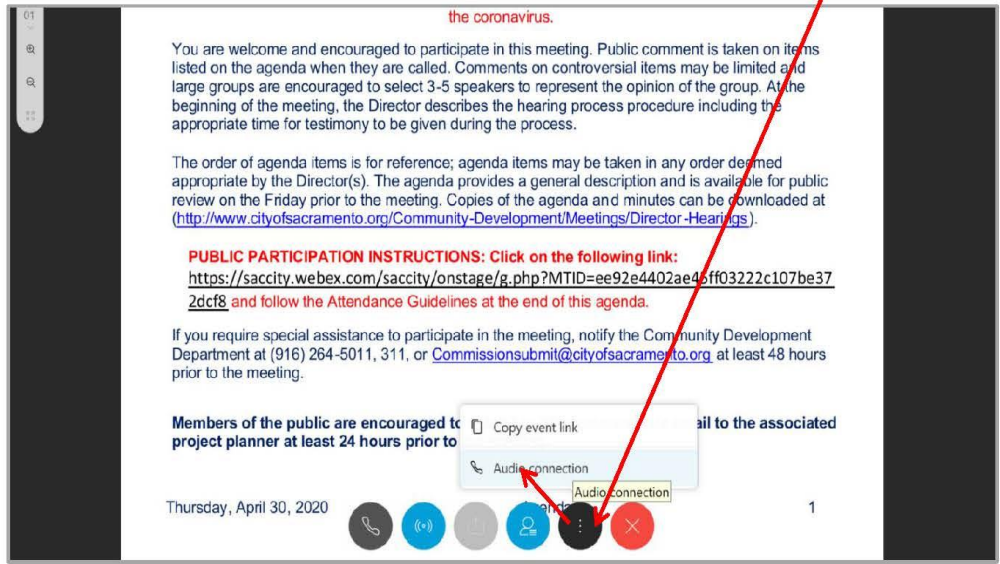 01
the coronavirus.
You are welcome and encouraged to participate in this meeting. Public comment is taken on items
listed on the agenda when they are called. Comments on controversial items may be limited and
large groups are encouraged to select 3-5 speakers to represent the opinion of the group. At the
beginning of the meeting, the Director describes the hearing process procedure including the
appropriate time for testimony to be given during the process.
The order of agenda items is for reference; agenda items may be taken in any order deemed
appropriate by the Director(s). The agenda provides a general description and is available for public
review on the Friday prior to the meeting. Copies of the agenda and minutes can be downloaded at
(http://www.cityofsacramento.org/Community-Development/Meetings/Director-Hearings).
PUBLIC PARTICIPATION INSTRUCTIONS: Click on the following link:
https://saccity.webex.com/saccity/onstage/g.php?MTID=ee92e4402ae45ff03222c107be37
2dcf8 and follow the Attendance Guidelines at the end of this agenda.
If you require special assistance to participate in the meeting, notify the Community Development
Department at (916) 264-5011, 311, or Commissionsubmit@cityofsacramento.org at least 48 hours
prior to the meeting.
Members of the public are encouraged to ail to the associated
project planner at least 24 hours prior to
Copy event link
Audio connection
Audio connection
Thursday, April 30, 2020 1